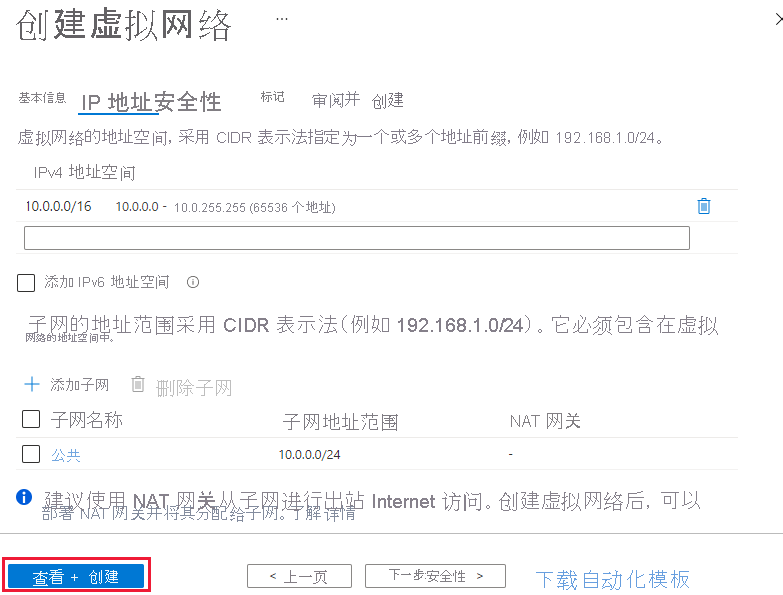 创建虚拟网络 ...
基本信息 IP 地址安全性 标记 审阅并 创建
虚拟网络的地址空间, 采用 CIDR 表示法指定为一个或多个地址前缀, 例如 192.168.1.0/24。
IPv4 地址空间
10.0.0.0/16 10.0.0.0 - 10.0.255.255 (65536 个地址)
添加 IPv6 地址空间
子网的地址范围采用 CIDR 表示法(例如 192.168.1.0/24)。它必须包含在虚拟
网络的地址空间中。
添加子网 删除子网
子网名称 子网地址范围 NAT 网关
公共 10.0.0.0/24 -
建议使用 NAT 网关从子网进行出站 Internet 访问。创建虚拟网络后, 可以
部署 NAT 网关并将其分配给子网。了解详情
查看 + 创建 < 上一页 下一步安全性 > 下载自动化模板